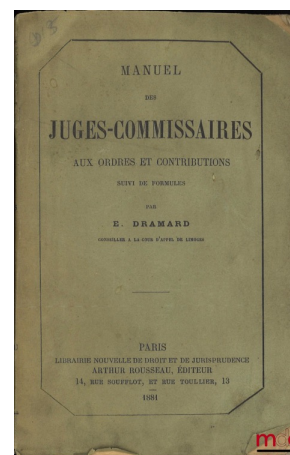 MANUEL
DES
JUGES-COMMISSAIRES
AUX ORDRES ET CONTRIBUTIONS
SUIVI DE FORMULES
PAR
E. DRAMARD
CONSEILLER A LA COUR D'APPEL DE LIMOGES
PARIS
LIBRAIRIE NOUVELLE DE DROIT ET DE JURISPRUDENCE
ARTHUR ROUSSEAU, ÉDITEUR
14, RUE SOUFFLOT, ET RUE TOULLIER, 13
1881